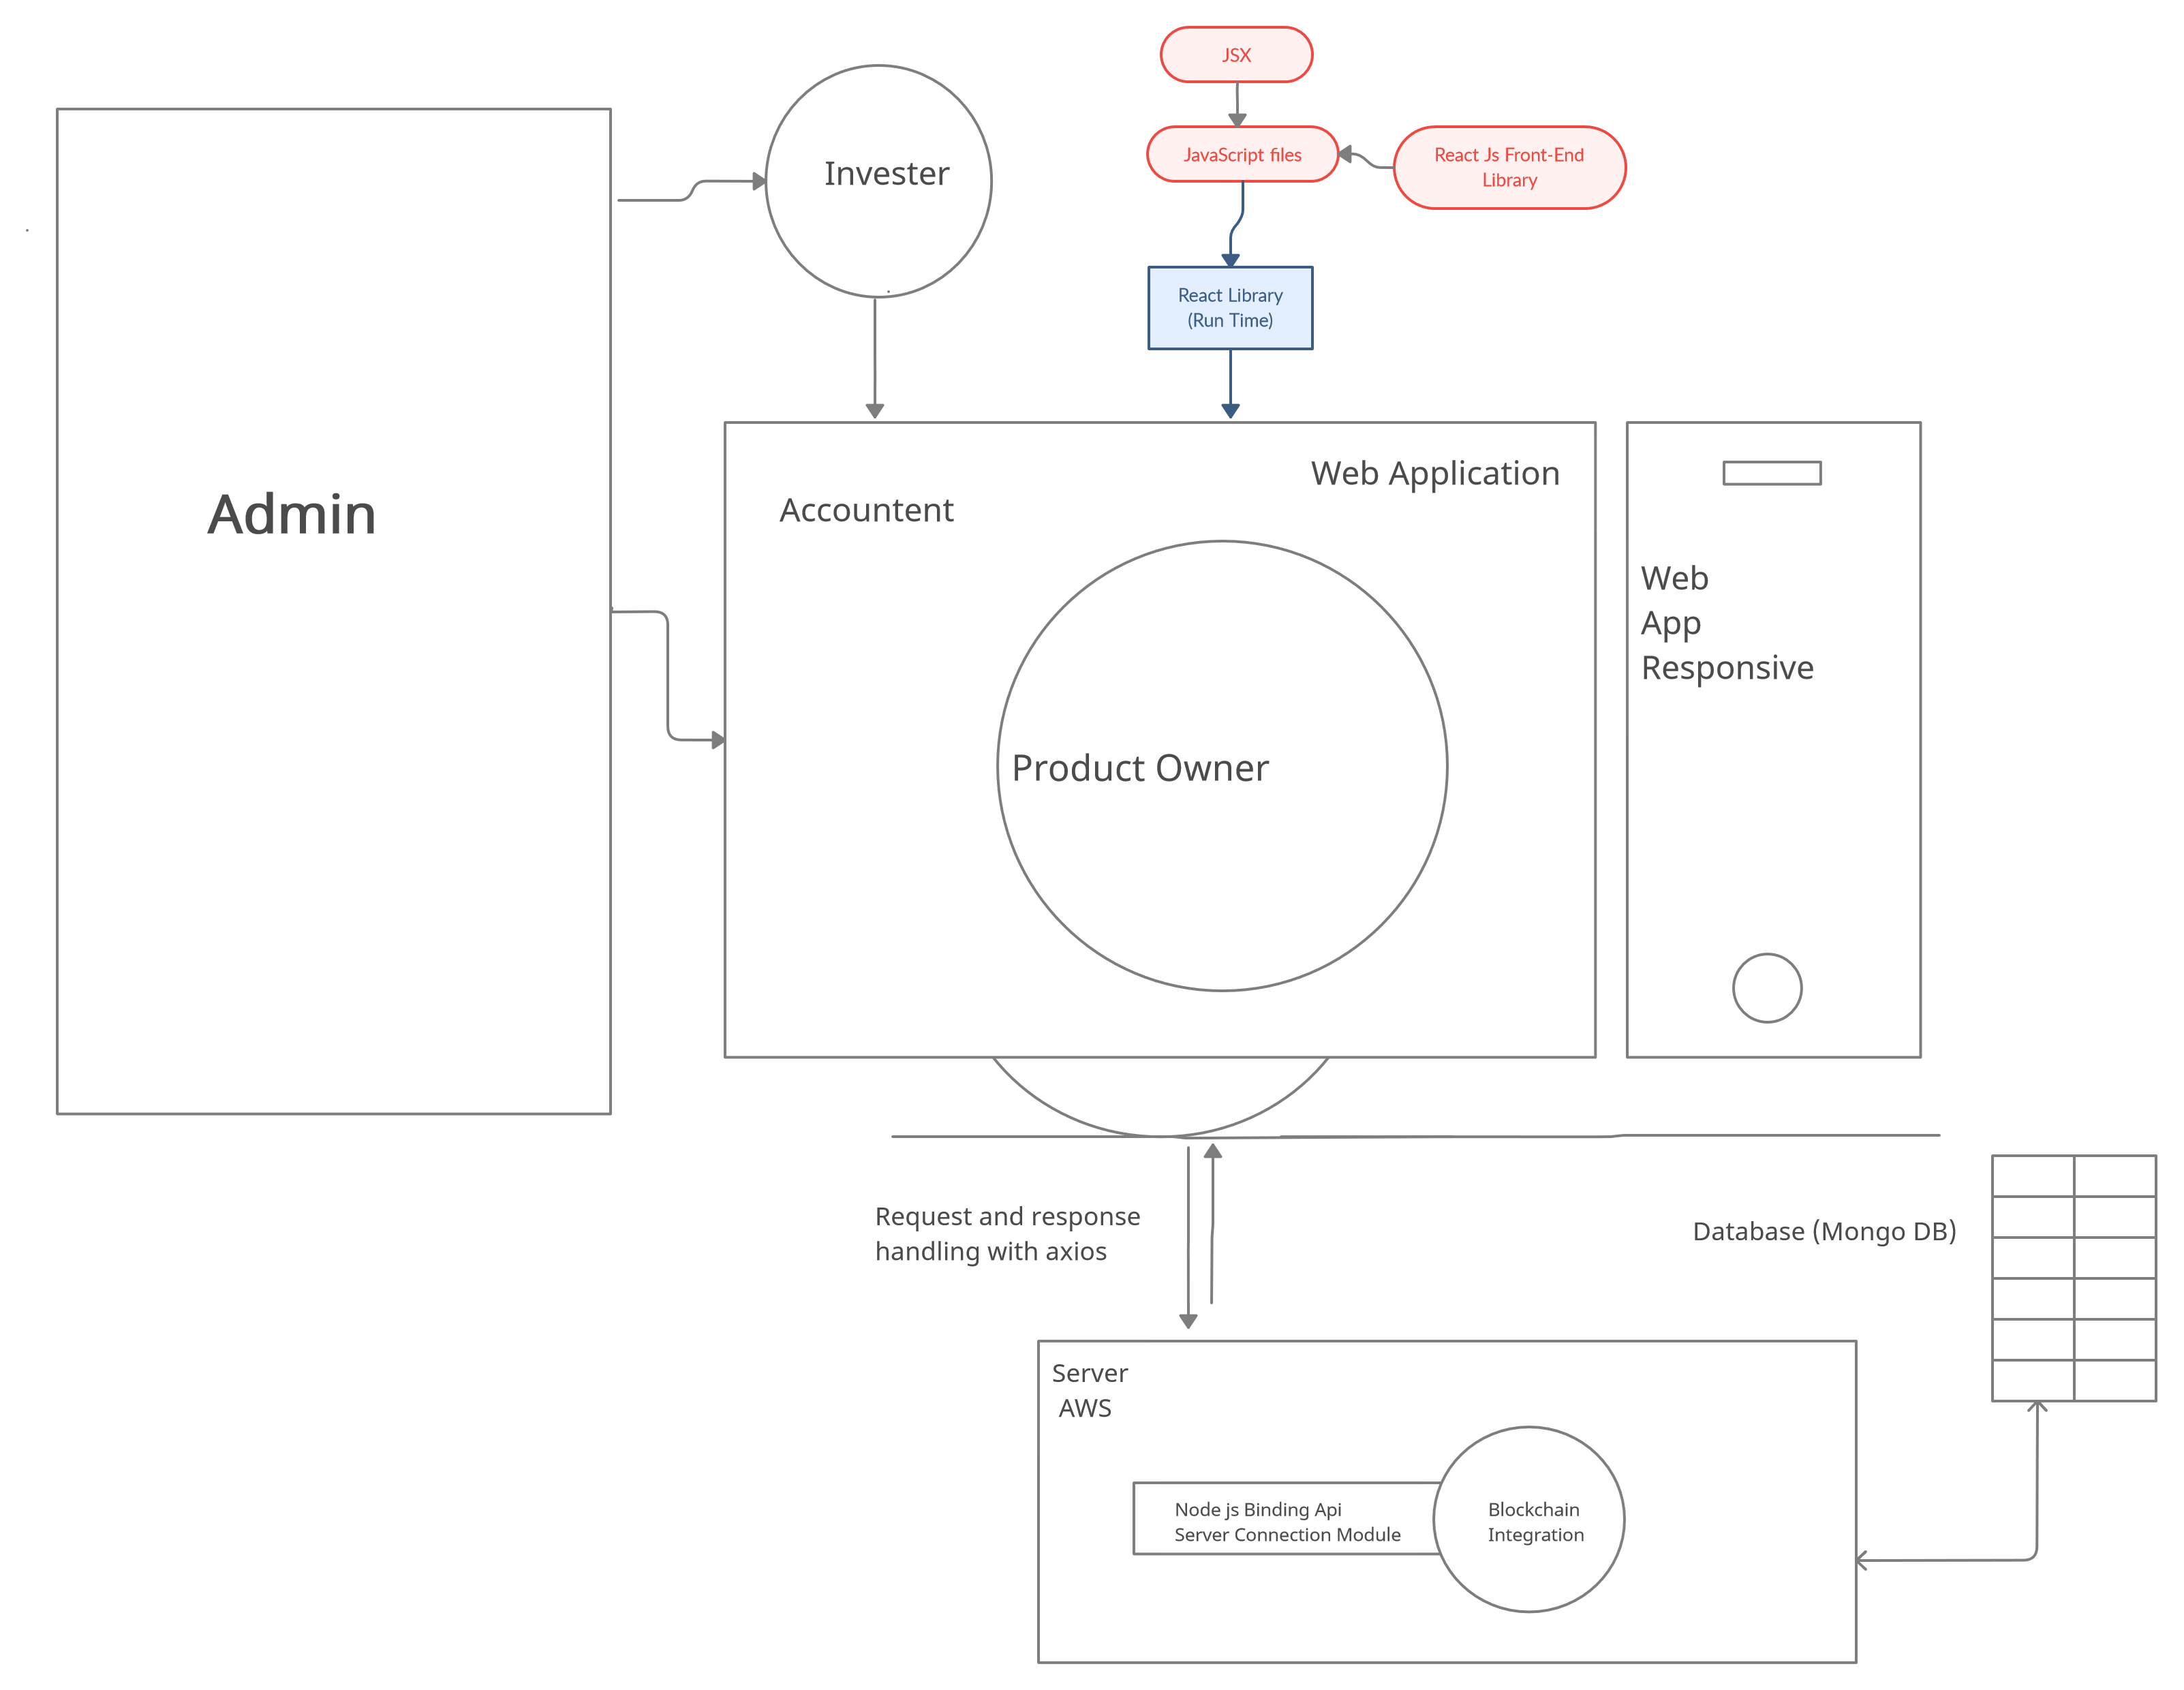 JSX
JavaScript files
React Js Front-End
Library
Invester
React Library
(Run Time)
Admin
Web Application
Accountent
Product Owner
Web
App
Responsive
Request and response
handling with axios
Database (Mongo DB)
Server
AWS
Node js Binding Api
Server Connection Module
Blockchain
Integration